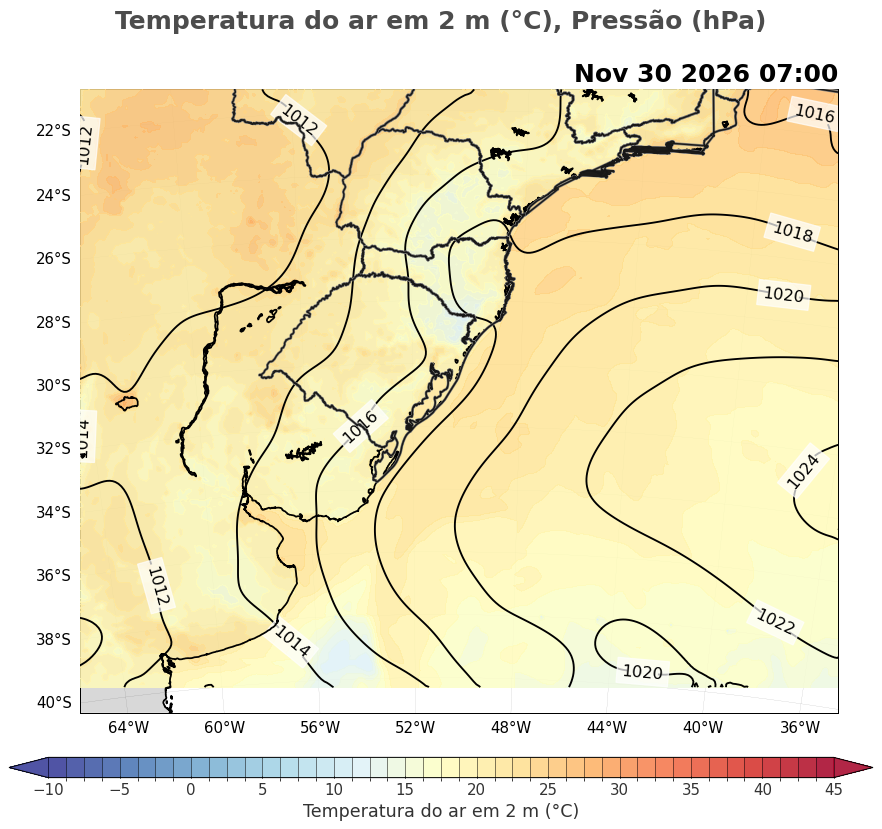 Temperatura do ar em 2 m (°C), Pressão (hPa)
Nov 30 2026 07:00
1012
1012
1016
22°S
24°S
1018
26°S
1020
28°S
30°S
1016
1014
32°S
1024
34°S
1012
36°S
1022
1014
38°S
1020
40°S
64°W 60°W 56°W 52°W 48°W 44°W 40°W 36°W
−10 −5 0 5 10 15 20 25 30 35 40 45
Temperatura do ar em 2 m (°C)